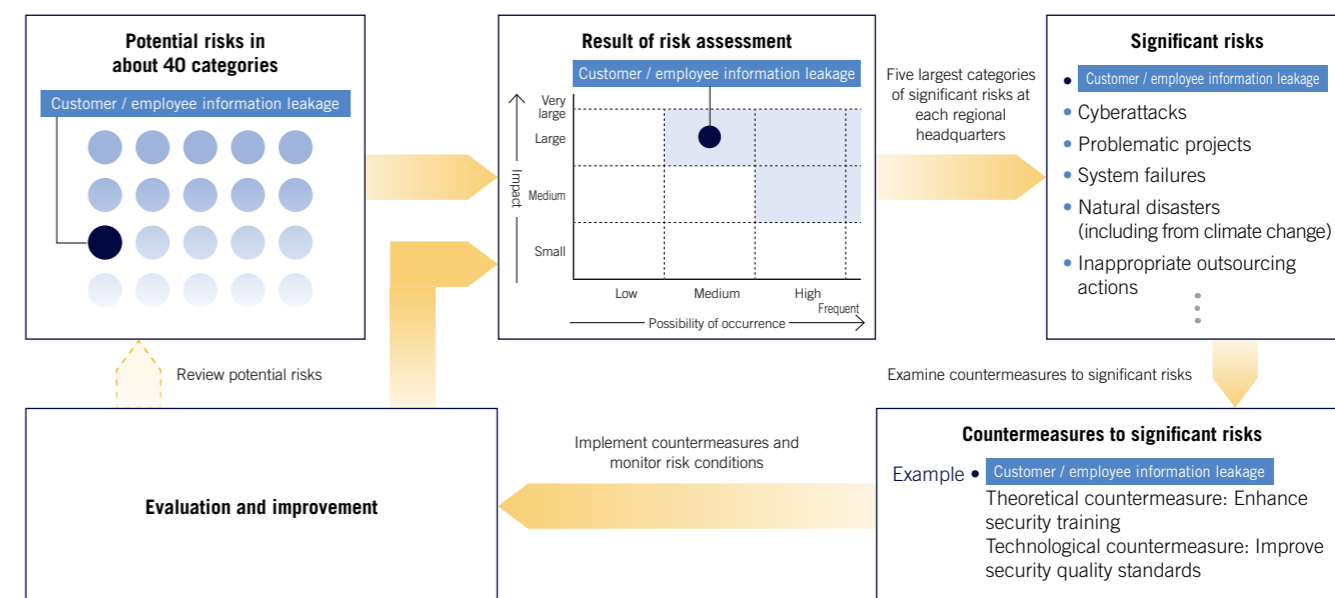 Potential risks in
about 40 categories
Customer / employee information leakage
Result of risk assessment
Customer / employee information leakage
Impact
Very
large
Large
Medium
Small
Low
Medium
High
Frequent
Possibility of occurrence
Five largest categories
of significant risks at
each regional
headquarters
Significant risks
• Customer / employee information leakage
• Cyberattacks
• Problematic projects
• System failures
• Natural disasters
(including from climate change)
• Inappropriate outsourcing
actions
Review potential risks
Examine countermeasures to significant risks
Evaluation and improvement
Implement countermeasures and
monitor risk conditions
Countermeasures to significant risks
Example • Customer / employee information leakage
Theoretical countermeasure: Enhance
security training
Technological countermeasure: Improve
security quality standards